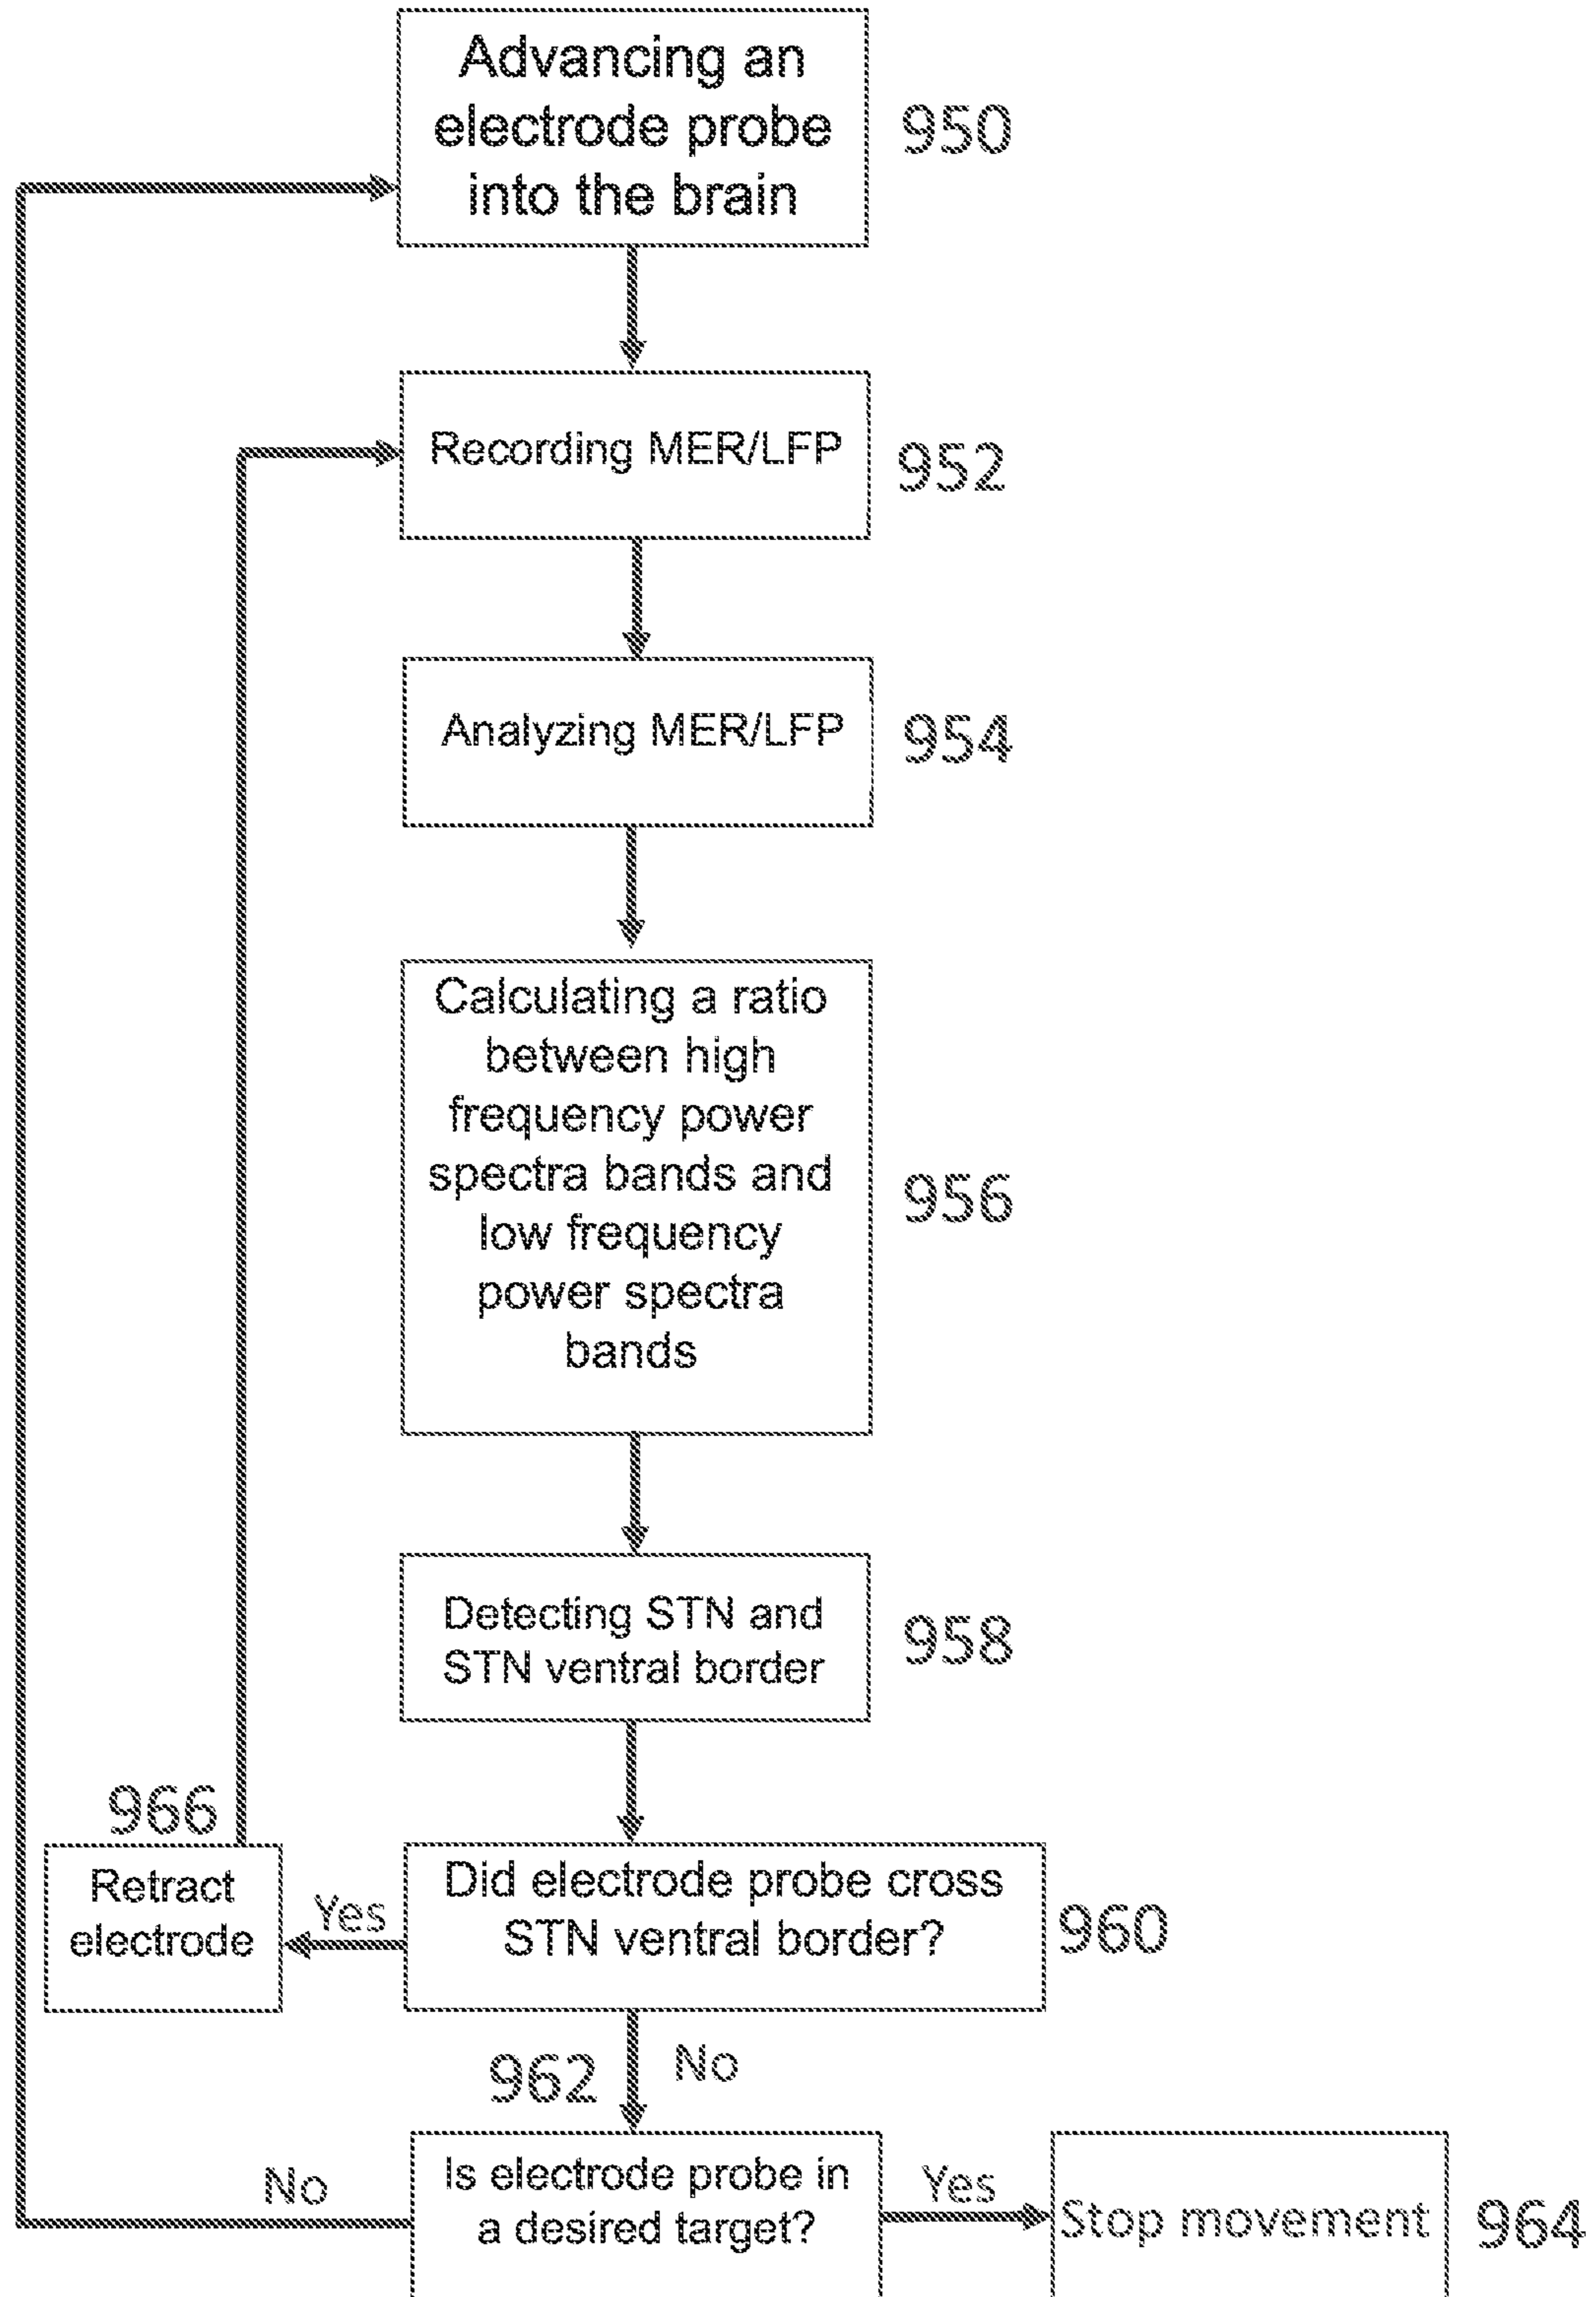 Advancing an
electrode probe
into the brain
950
Recording MER/LFP
952
Analyzing MER/LFP
954
Calculating a ratio
between high
frequency power
spectra bands and
low frequency
power spectra
bands
956
Detecting STN and
STN ventral border
958
966
Retract
electrode
Yes
Did electrode probe cross
STN ventral border?
960
962
No
No
Is electrode probe in
a desired target?
Yes
Stop movement
964